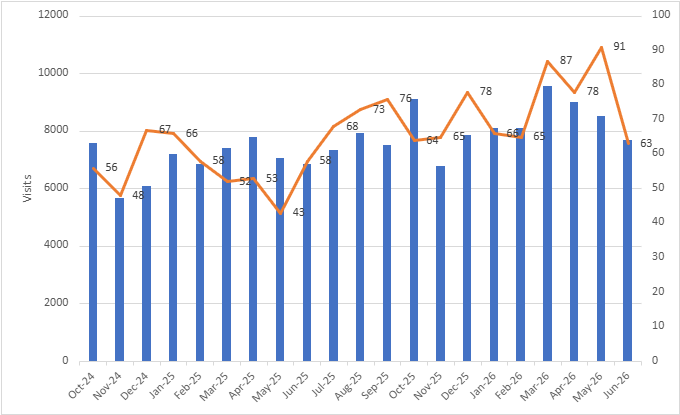 12000
10000
8000
6000
4000
2000
0
Visits
100
90
80
70
60
50
40
30
20
10
0
56
48
67
66
58
52
53
43
58
68
73
76
64
65
78
66
65
87
78
91
63
Oct-24
Nov-24
Dec-24
Jan-25
Feb-25
Mar-25
Apr-25
May-25
Jun-25
Jul-25
Aug-25
Sep-25
Oct-25
Nov-25
Dec-25
Jan-26
Feb-26
Mar-26
Apr-26
May-26
Jun-26